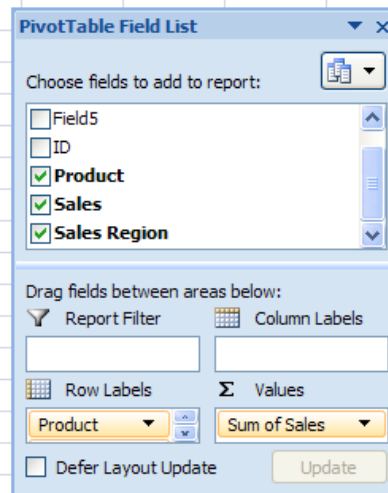 PivotTable Field List
Choose fields to add to report:
Field5
ID
Product
Sales
Sales Region
Drag fields between areas below:
Report Filter
Column Labels
Row Labels
Σ Values
Product
Sum of Sales
Defer Layout Update
Update